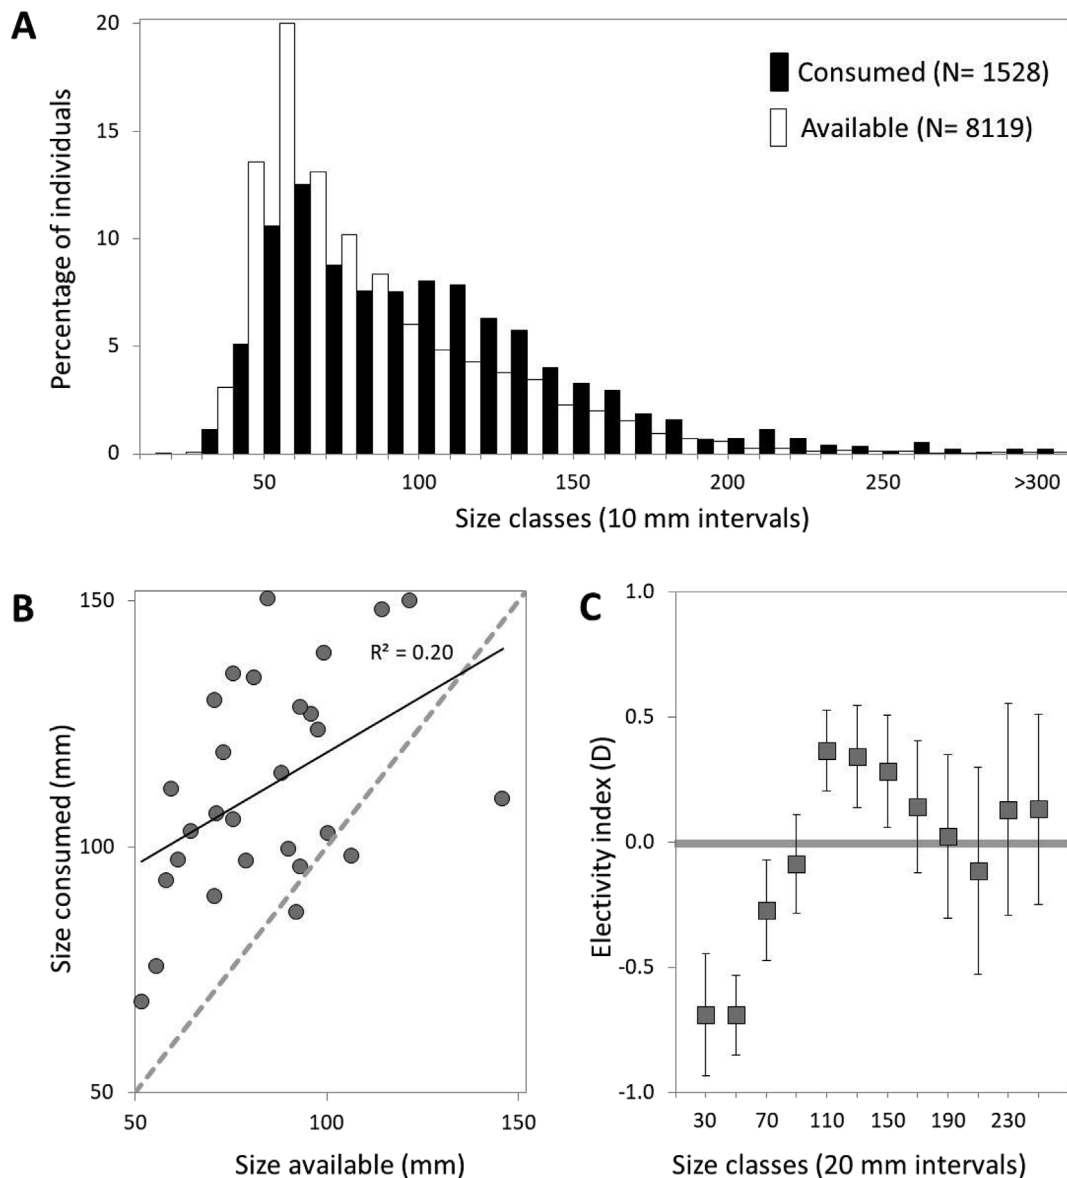 A
20
15
10
5
0
Percentage of individuals
Consumed (N= 1528)
Available (N= 8119)
50 100 150 200 250 >300
Size classes (10 mm intervals)
B
150
100
50
Size consumed (mm)
R² = 0.20
50 100 150
Size available (mm)
C
1.0
0.5
0.0
-0.5
-1.0
Electivity index (D)
30 70 110 150 190 230
Size classes (20 mm intervals)